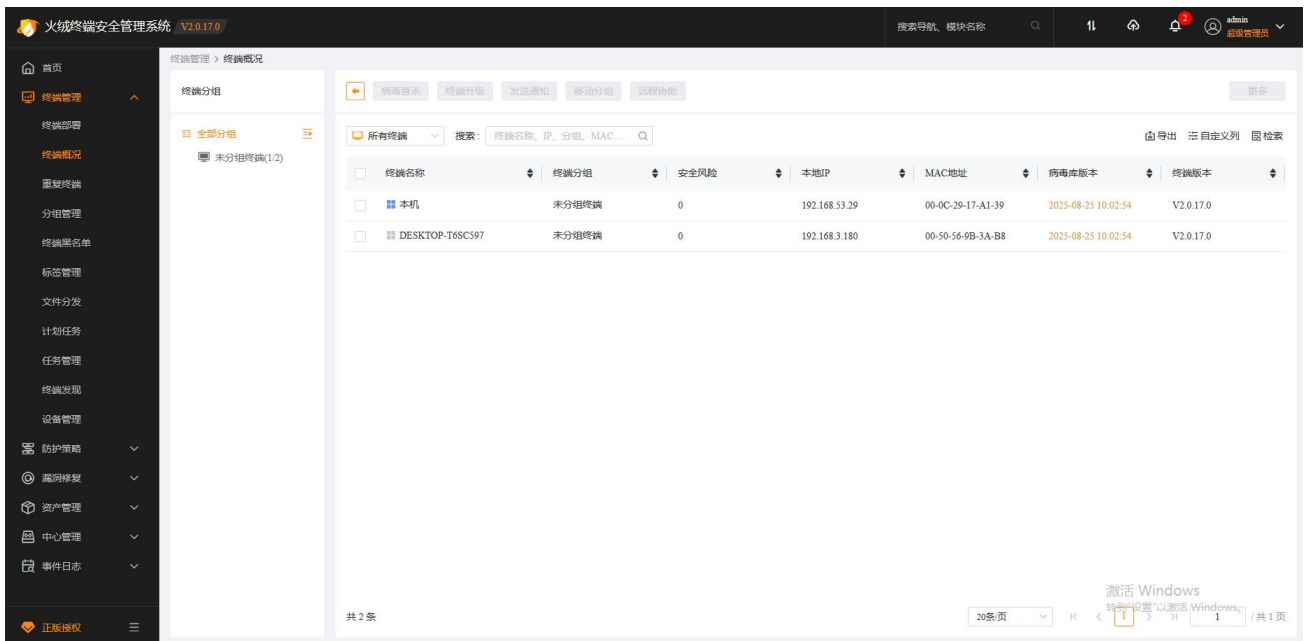 火绒终端安全管理系统 V2.0.17.0
搜索导航、模块名称
2
admin
超级管理员
首页
终端管理
终端部署
终端概况
重复终端
分组管理
终端黑名单
标签管理
文件分发
计划任务
任务管理
终端发现
设备管理
防护策略
漏洞修复
资产管理
中心管理
事件日志
正版授权
终端管理 > 终端概况
终端分组
全部分组
未分组终端(1/2)
病毒查杀 终端升级 发送通知 移动分组 远程协助 更多
所有终端 搜索: 终端名称、IP、分组、MAC... 导出 自定义列 检索
终端名称 终端分组 安全风险 本地IP MAC地址 病毒库版本 终端版本
本机 未分组终端 0 192.168.53.29 00-0C-29-17-A1-39 2025-08-25 10:02:54 V2.0.17.0
DESKTOP-T6SC597 未分组终端 0 192.168.3.180 00-50-56-9B-3A-B8 2025-08-25 10:02:54 V2.0.17.0
激活 Windows
转到"设置"以激活 Windows。
共 2 条 20条/页 1 1 / 共 1 页